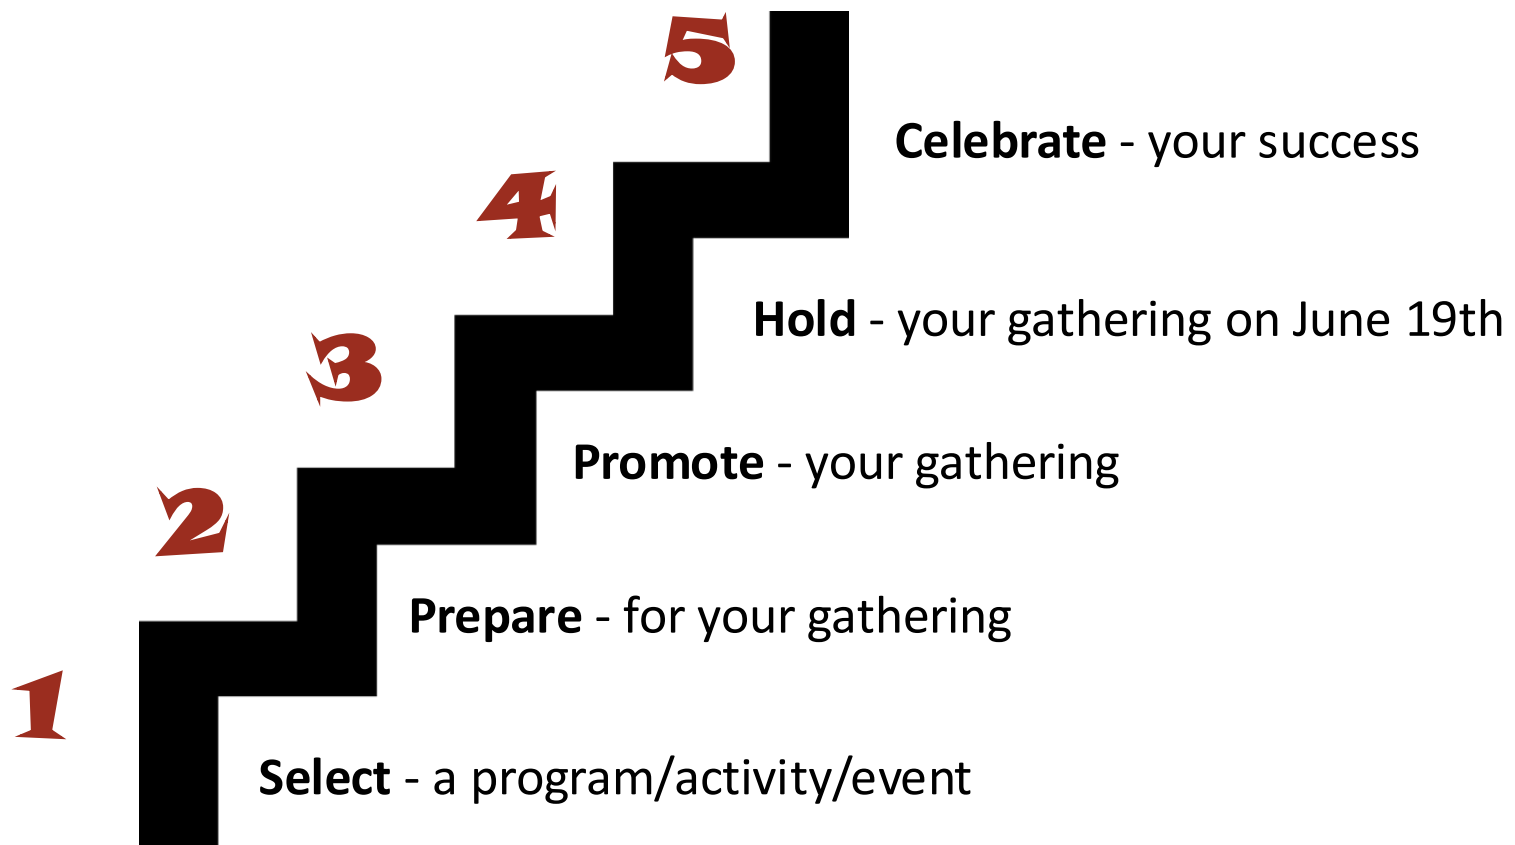 5
Celebrate - your success
4
Hold - your gathering on June 19th
3
Promote - your gathering
2
Prepare - for your gathering
1
Select - a program/activity/event